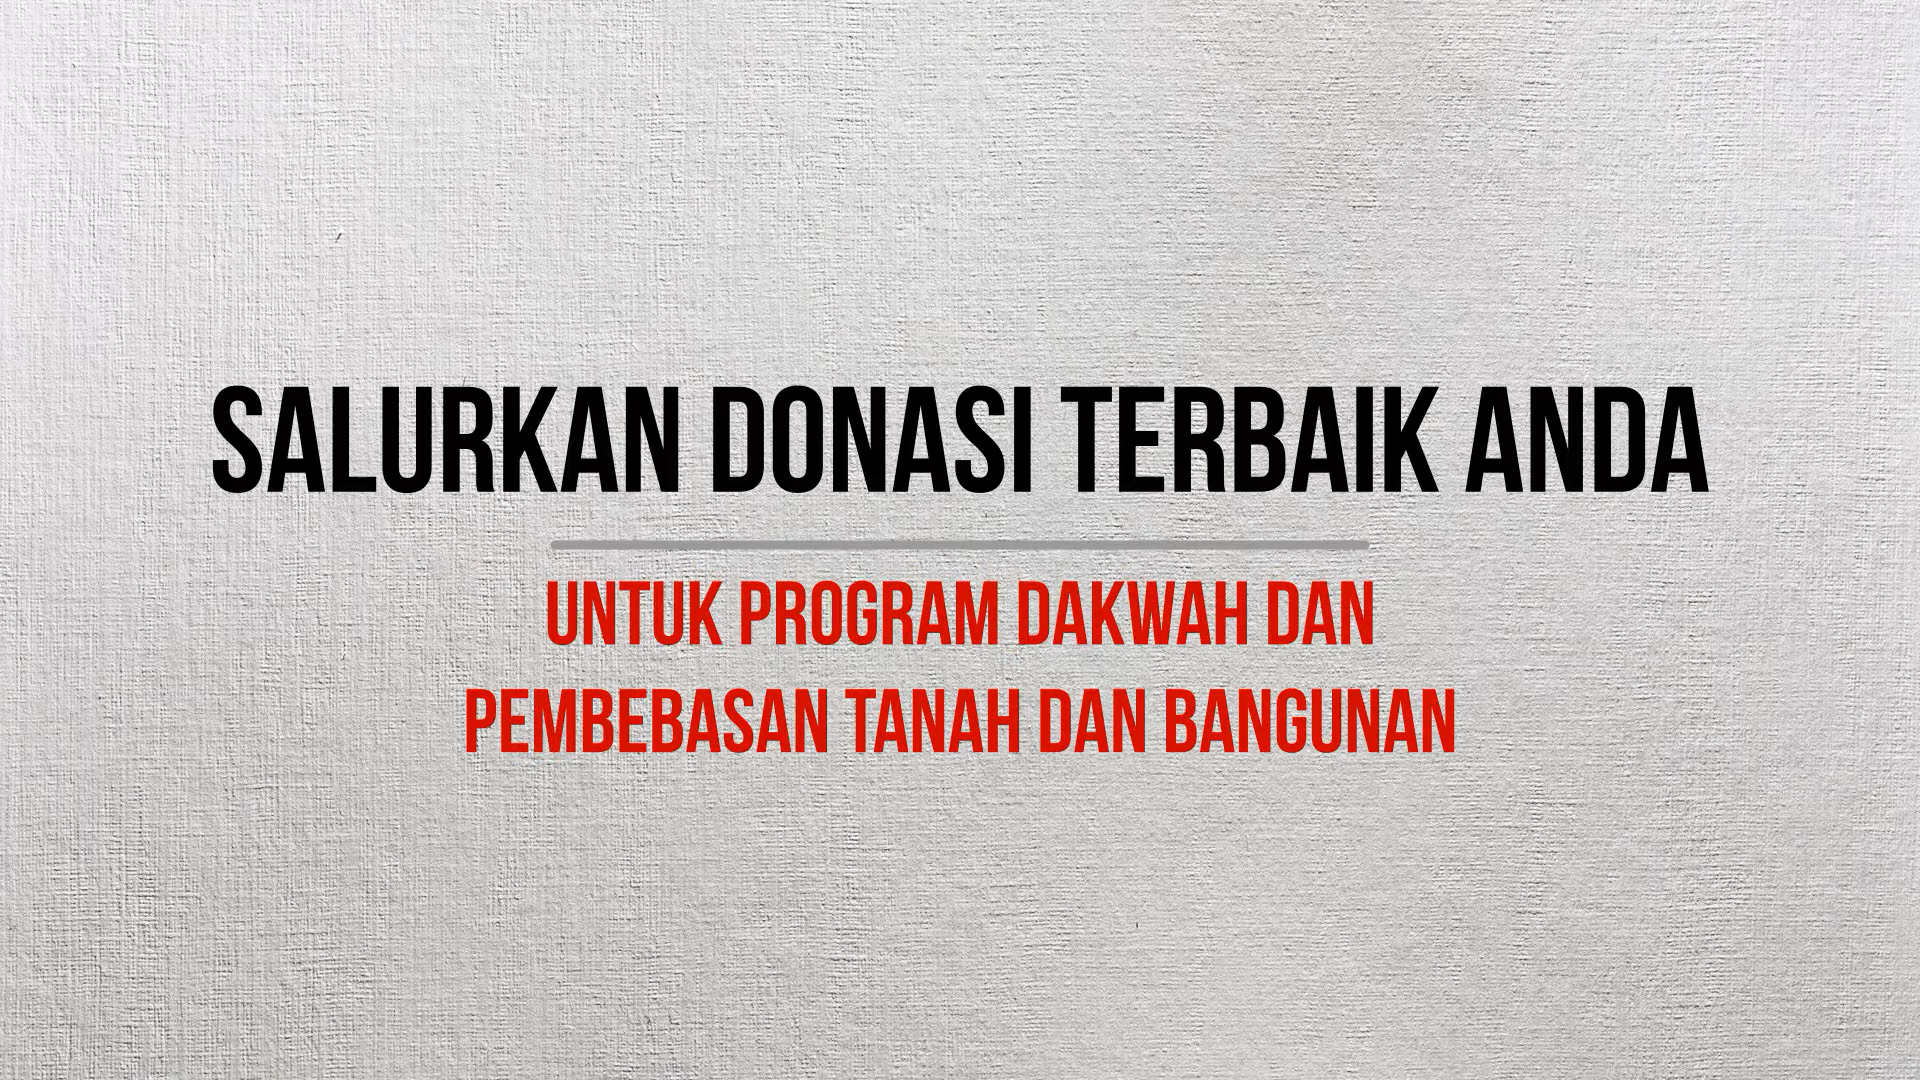 SALURKAN DONASI TERBAIK ANDA
UNTUK PROGRAM DAKWAH DAN
PEMBEBASAN TANAH DAN BANGUNAN